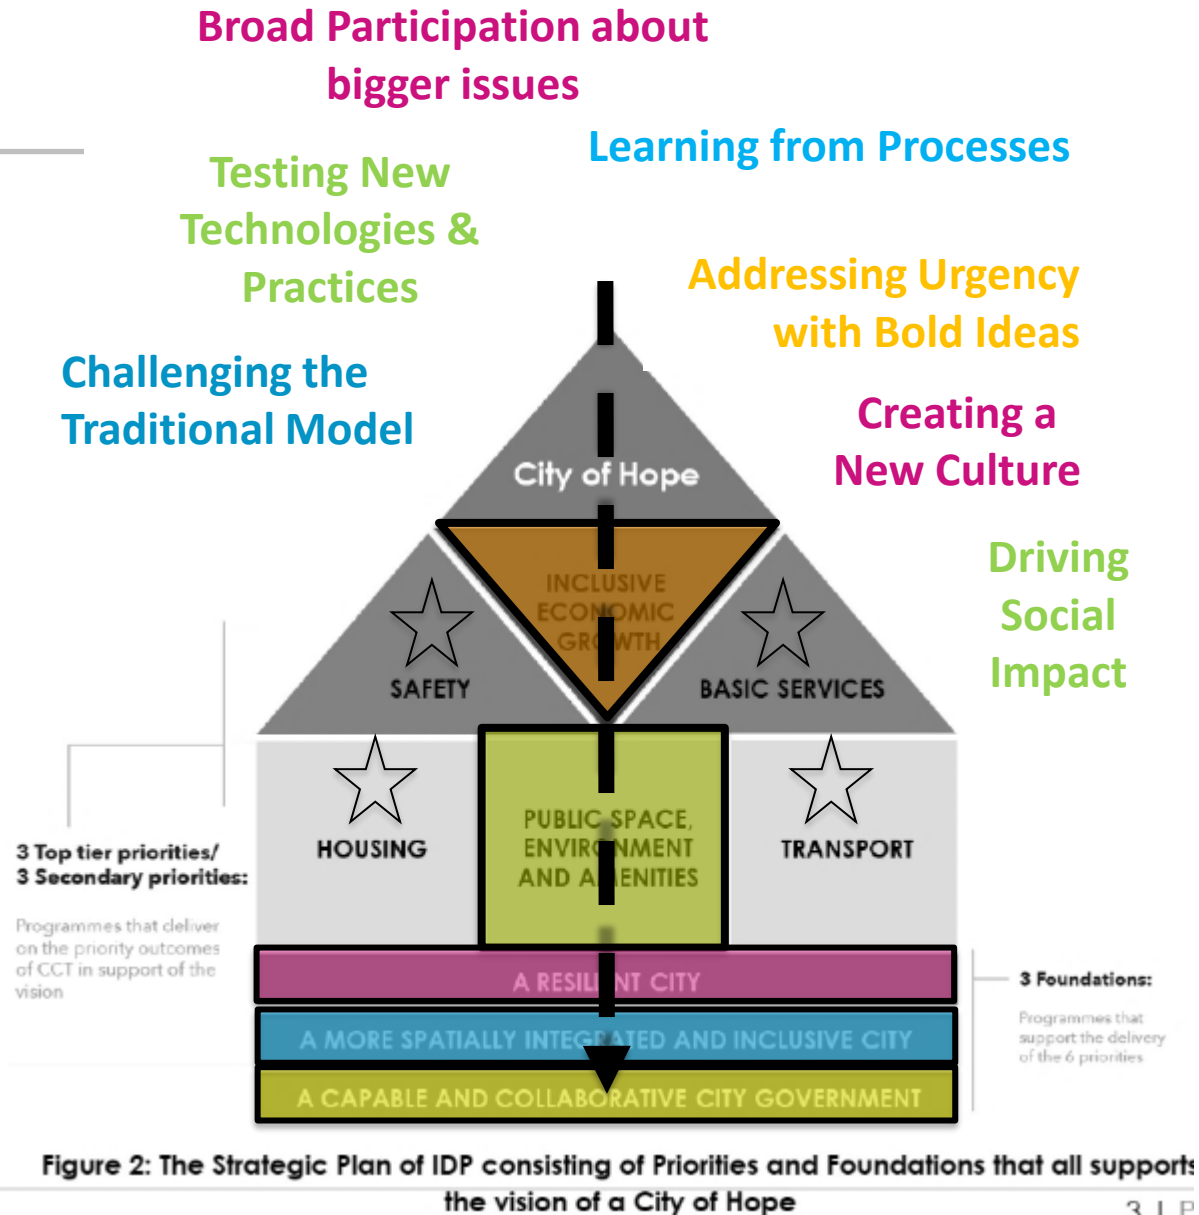 Broad Participation about
bigger issues
Learning from Processes
Testing New
Technologies &
Practices
Addressing Urgency
with Bold Ideas
Challenging the
Traditional Model
Creating a
New Culture
City of Hope
Driving
Social
Impact
INCLUSIVE
ECONOMIC
GROWTH
SAFETY
BASIC SERVICES
HOUSING
PUBLIC SPACE,
ENVIRONMENT
AND AMENITIES
TRANSPORT
3 Top tier priorities/
3 Secondary priorities:
Programmes that deliver
on the priority outcomes
of CCT in support of the
vision
A RESILIENT CITY
A MORE SPATIALLY INTEGRATED AND INCLUSIVE CITY
A CAPABLE AND COLLABORATIVE CITY GOVERNMENT
3 Foundations:
Programmes that
support the delivery
of the 6 priorities
Figure 2: The Strategic Plan of IDP consisting of Priorities and Foundations that all supports
the vision of a City of Hope
3 | P